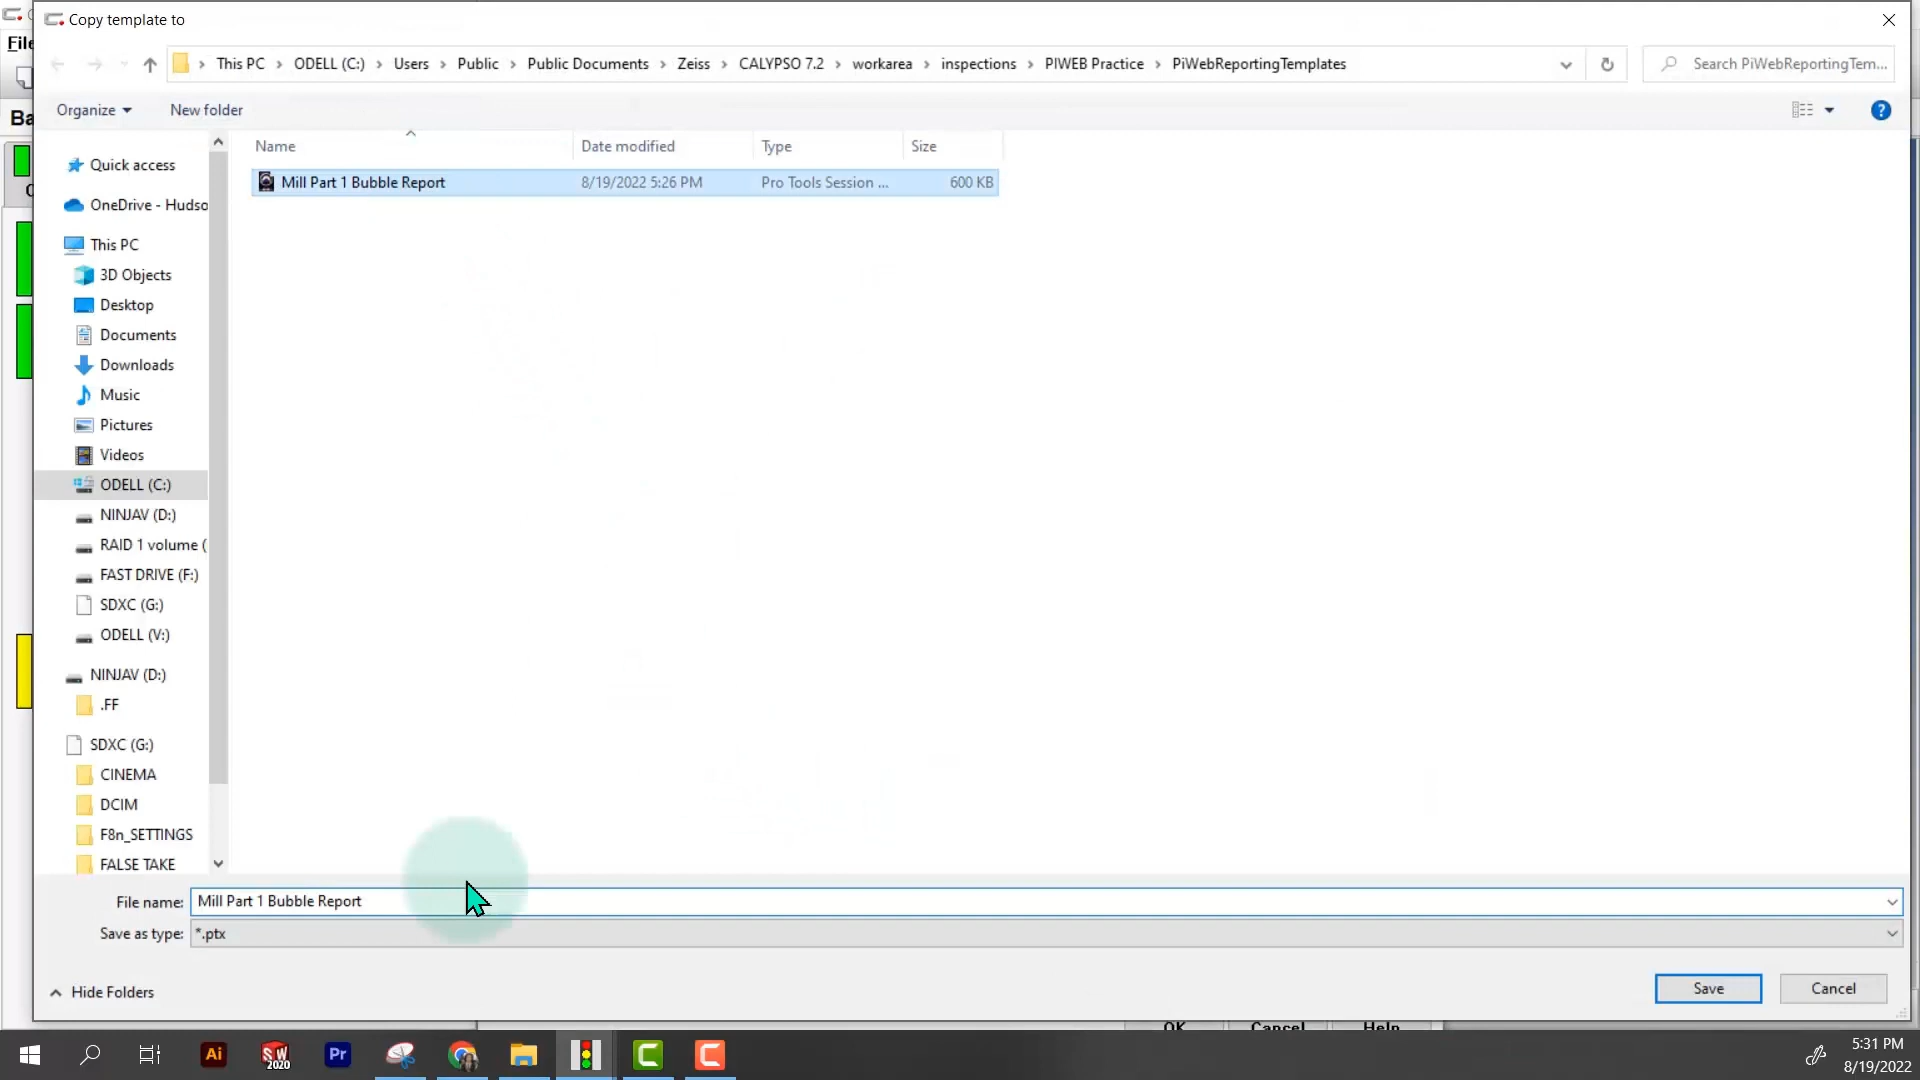 Copy template to
File
This PC > ODELL (C:) > Users > Public > Public Documents > Zeiss > CALYPSO 7.2 > workarea > inspections > PIWEB Practice > PiWebReportingTemplates
Search PiWebReportingTem...
Organize
New folder
Ba
Name
Date modified
Type
Size
Mill Part 1 Bubble Report
8/19/2022 5:26 PM
Pro Tools Session ...
600 KB
Quick access
OneDrive - Hudso
This PC
3D Objects
Desktop
Documents
Downloads
Music
Pictures
Videos
ODELL (C:)
NINJAV (D:)
RAID 1 volume (
FAST DRIVE (F:)
SDXC (G:)
ODELL (V:)
NINJAV (D:)
.FF
SDXC (G:)
CINEMA
DCIM
F8n_SETTINGS
FALSE TAKE
File name: Mill Part 1 Bubble Report
Save as type: *.ptx
Hide Folders
Save
Cancel
OK
Cancel
Help
Ai
SW
2020
Pr
5:31 PM
8/19/2022